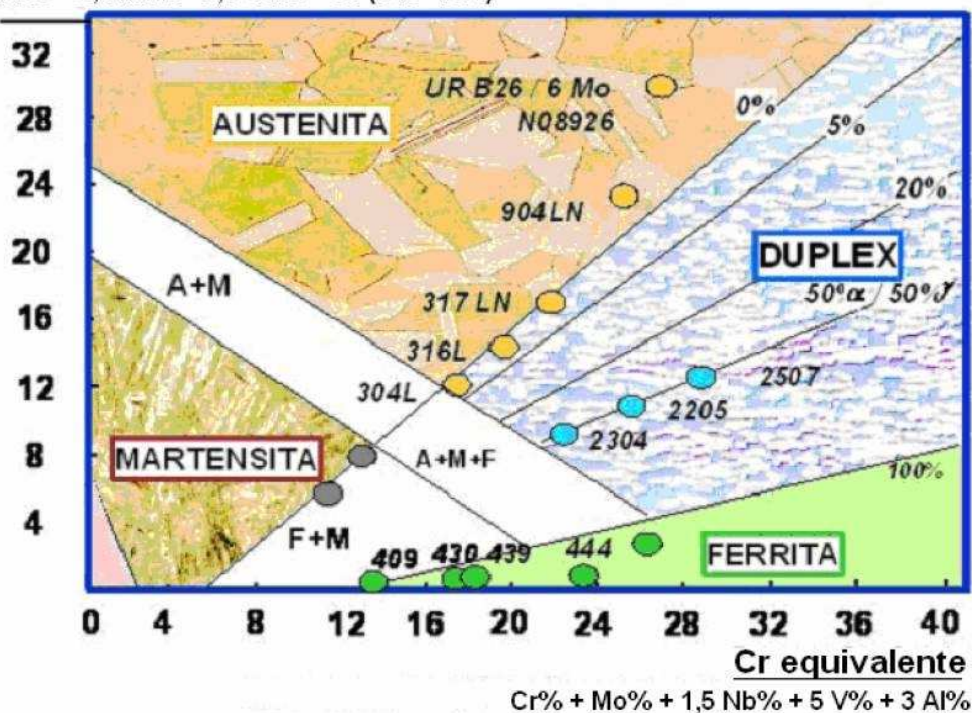 32
28
24
20
16
12
8
4
AUSTENITA
UR B26 / 6 Mo
N08926
904LN
317 LN
316L
304L
A+M
MARTENSITA
A+M+F
F+M
0%
5%
20%
DUPLEX
50%α / 50%γ
2507
2205
2304
100%
409 430 439 444
FERRITA
0 4 8 12 16 20 24 28 32 36 40
Cr equivalente
Cr% + Mo% + 1,5 Nb% + 5 V% + 3 Al%